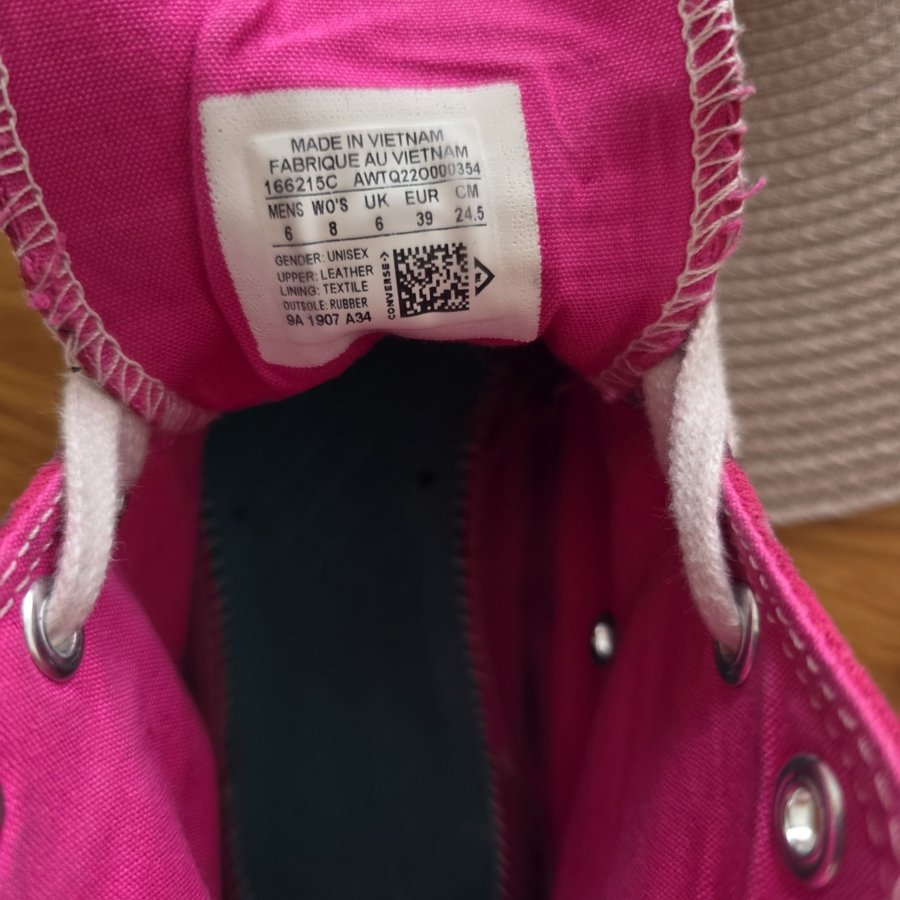 MADE IN VIETNAM
FABRIQUE AU VIETNAM
166215C AWTQ22O000354
MENS WO'S UK EUR CM
6 8 6 39 24.5
GENDER: UNISEX
UPPER: LEATHER
LINING: TEXTILE
OUTSOLE: RUBBER
9A 1907 A34
CONVERSE